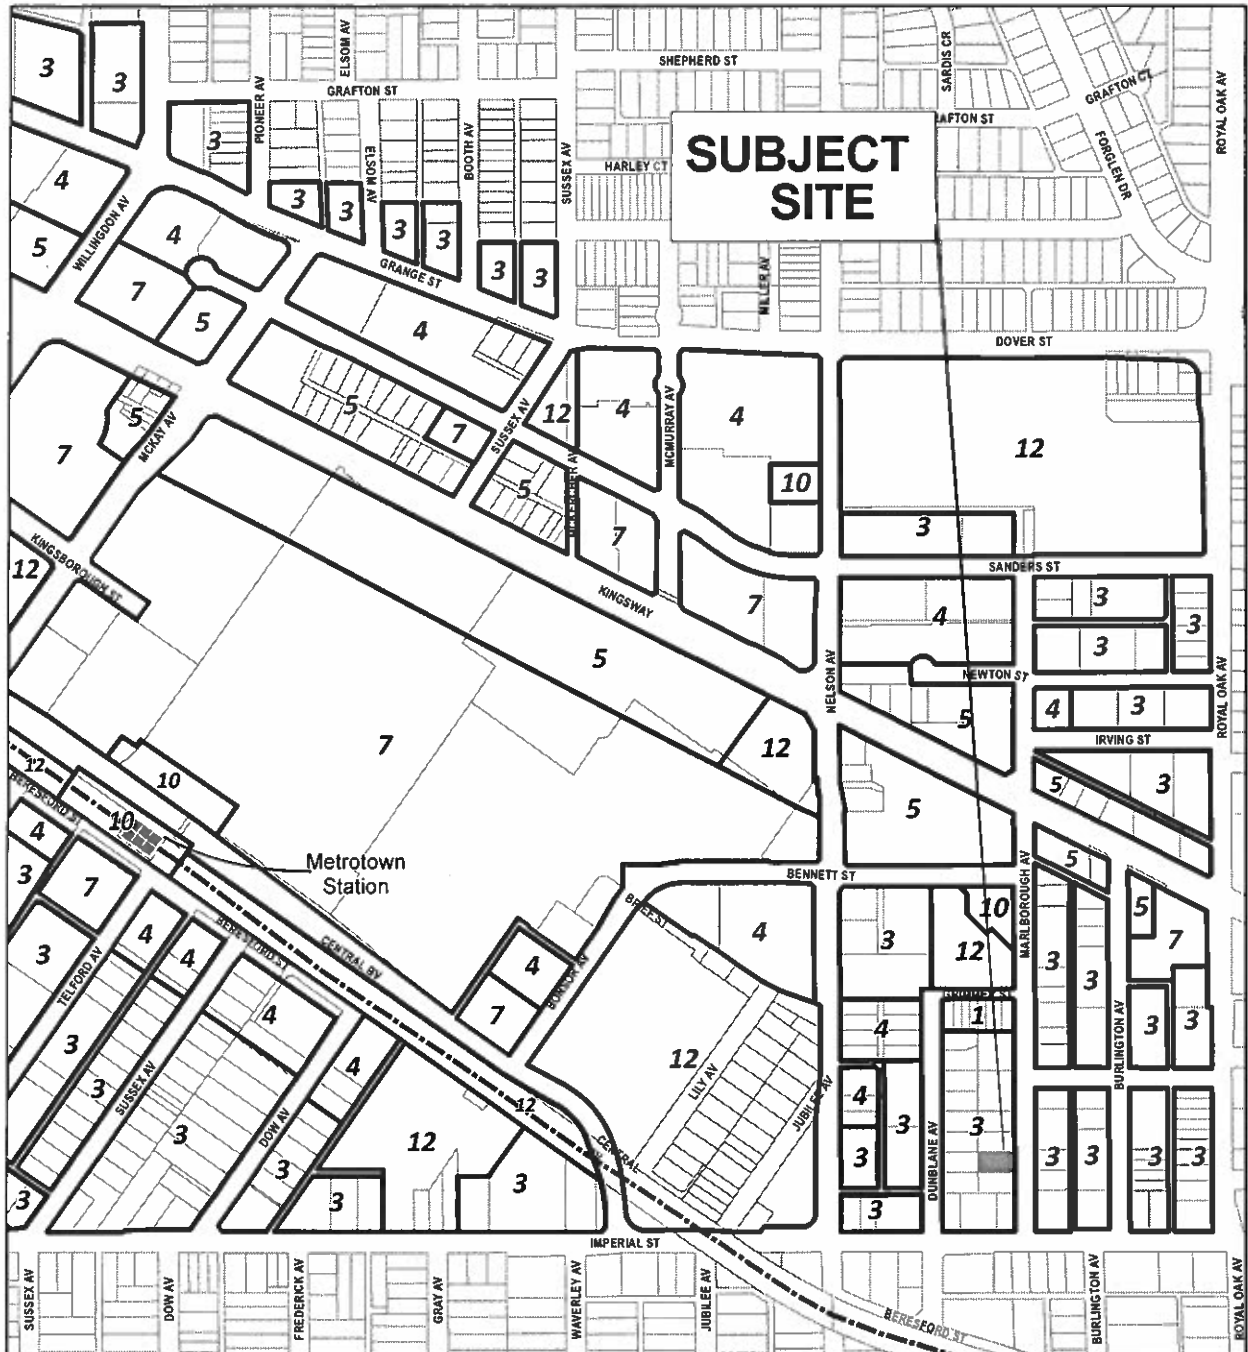 SHEPHERD ST
SARDIS CR
ELSOM AV
PIONEER AV
GRAFTON ST
GRAFTON CT
ROYAL OAK AV
3
3
3
RAFTON ST
SUBJECT
SITE
BOOTH AV
ELSOM AV
SUSSEX AV
HARLEY CT
FORGLEN DR
4
3
3
3
3
3
3
WILLINGDON AV
5
4
GRANGE ST
MILLER AV
7
5
4
DOVER ST
5
MCKAY AV
7
5
7
SUSSEX AV
12
4
MCMURRAY AV
4
12
10
5
7
3
SANDERS ST
KINGSBOROUGH ST
12
KINGSWAY
7
4
3
3
3
5
NELSON AV
NEWTON ST
5
4
3
ROYAL OAK AV
IRVING ST
7
12
12
10
BERESFORD ST
10
5
5
3
4
Metrotown
Station
3
7
BENNETT ST
MARLBOROUGH AV
5
5
7
4
3
10
12
3
3
4
4
BERESFORD ST
CENTRAL BV
4
7
BONSOR AV
3
TELFORD AV
4
1
3
3
4
3
4
12
LILY AV
JUBILEE AV
BURLINGTON AV
3
SUSSEX AV
3
DOW AV
12
12
CENTRAL
4
3
3
3
DUNBLANE AV
3
3
3
3
3
3
3
3
3
3
IMPERIAL ST
SUSSEX AV
DOW AV
FREDERICK AV
GRAY AV
WAVERLEY AV
JUBILEE AV
BERESFORD ST
BURLINGTON AV
ROYAL OAK AV